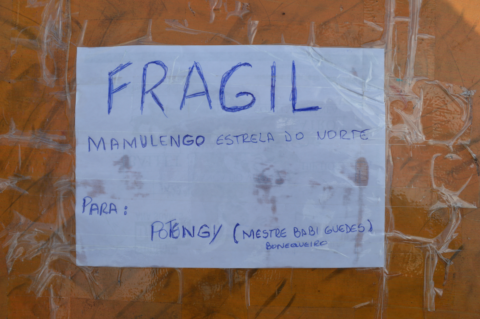 FRAGIL
MAMULENGO ESTRELA DO NORTE
PARA:
POTENGY (MESTRE BABI GUEDES)
BONEQUEIRO